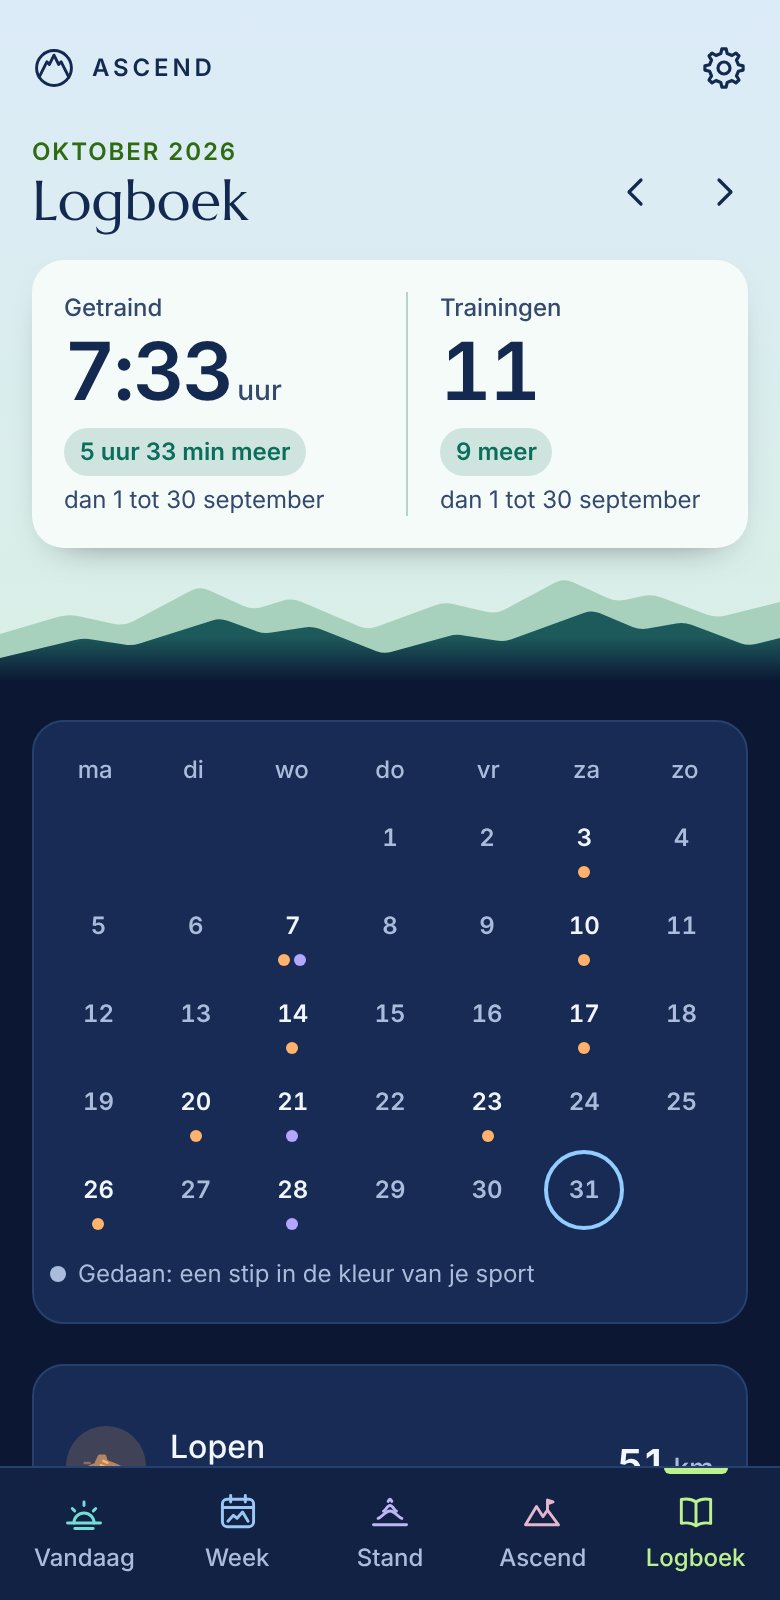 ASCEND
OKTOBER 2026
Logboek
Getraind
7:33 uur
5 uur 33 min meer
dan 1 tot 30 september
Trainingen
11
9 meer
dan 1 tot 30 september
ma di wo do vr za zo
1 2 3 4
5 6 7 8 9 10 11
12 13 14 15 16 17 18
19 20 21 22 23 24 25
26 27 28 29 30 31
Gedaan: een stip in de kleur van je sport
Lopen
51 km
Vandaag Week Stand Ascend Logboek